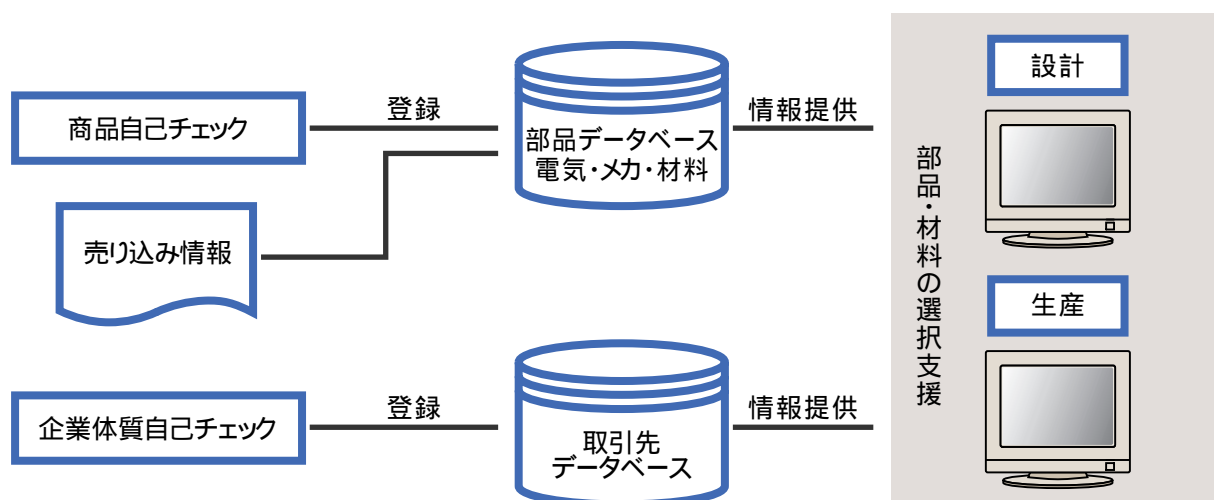 商品自己チェック
登録
売り込み情報
部品データベース
電気・メカ・材料
情報提供
企業体質自己チェック
登録
取引先
データベース
情報提供
部品・材料の選択支援
設計
生産